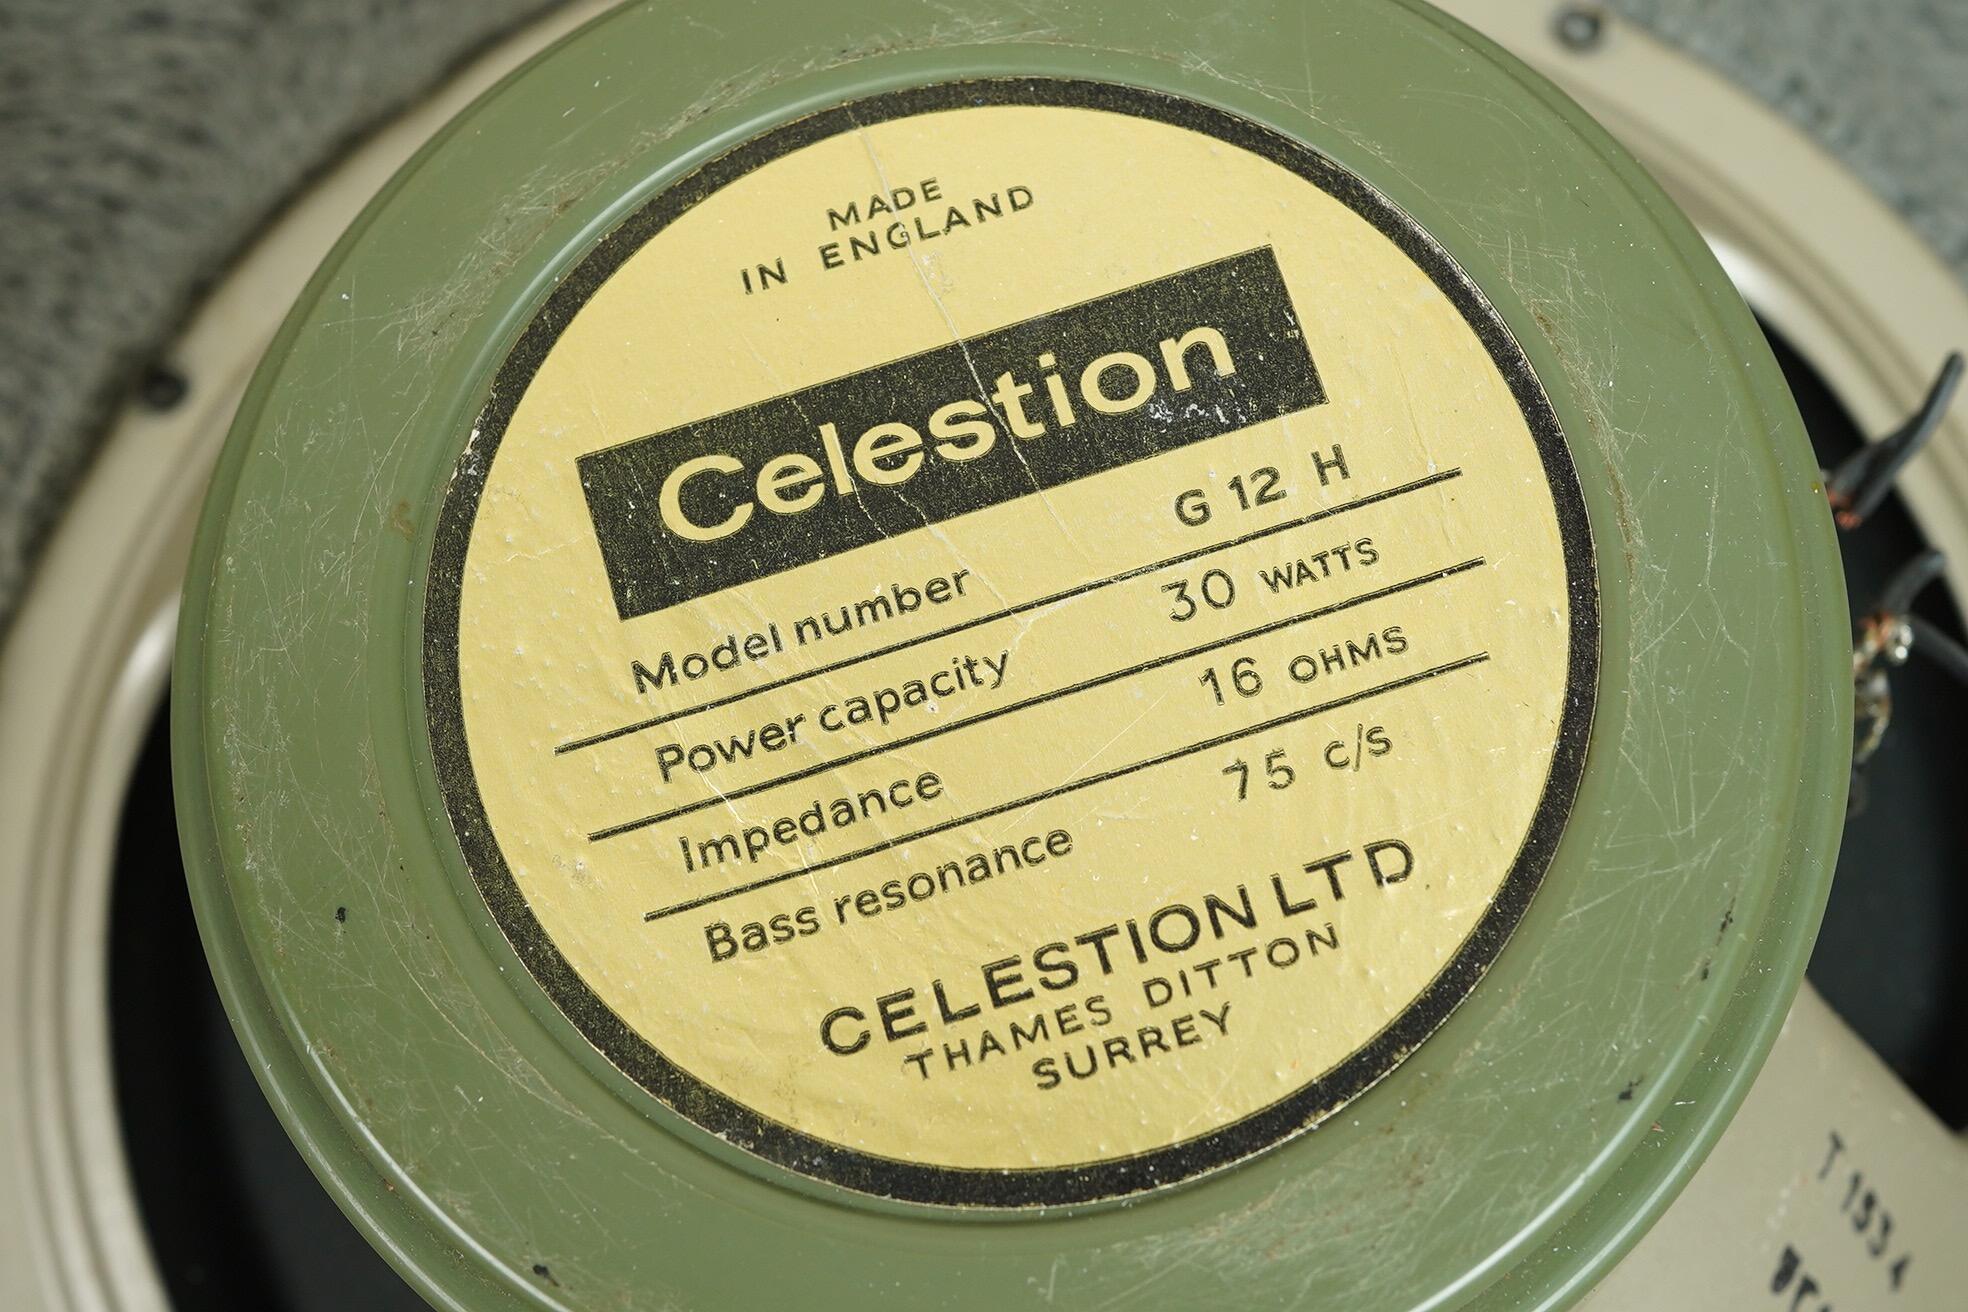 MADE
IN ENGLAND
Celestion
Model number G 12 H
Power capacity 30 WATTS
Impedance 16 OHMS
Bass resonance 75 c/s
CELESTION LTD
THAMES DITTON
SURREY
T 153